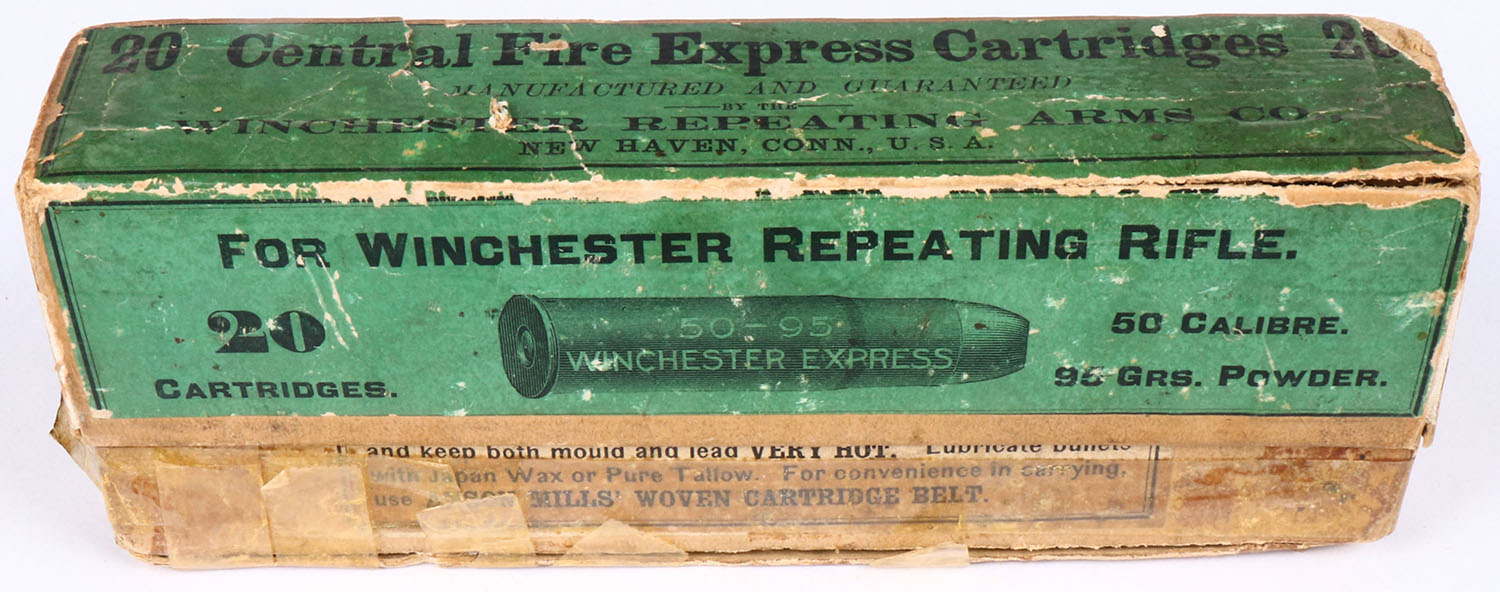 20 Central Fire Express Cartridges 20
MANUFACTURED AND GUARANTEED
BY THE
WINCHESTER REPEATING ARMS CO.,
NEW HAVEN, CONN., U. S. A.
FOR WINCHESTER REPEATING RIFLE.
20
CARTRIDGES.
50-95
WINCHESTER EXPRESS
50 CALIBRE.
95 GRS. POWDER.
and keep both mould and lead VERY HOT. Lubricate bullets
with Japan Wax or Pure Tallow. For convenience in carrying,
use ANSON MILLS' WOVEN CARTRIDGE BELT.